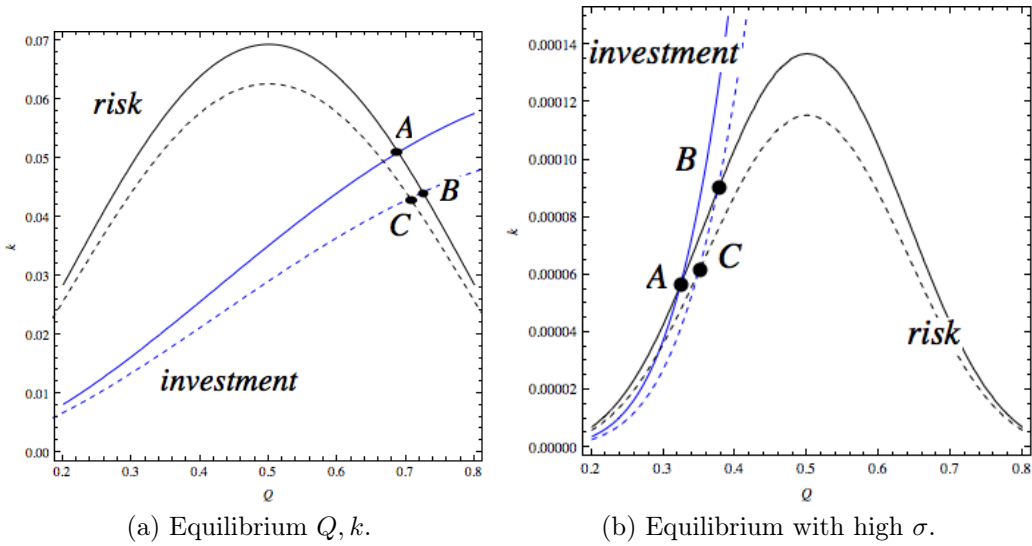 0.07
0.06
0.05
0.04
0.03
0.02
0.01
0.00
k
risk
A
B
C
investment
0.2 0.3 0.4 0.5 0.6 0.7 0.8
Q
(a) Equilibrium Q, k.
0.00014
0.00012
0.00010
0.00008
0.00006
0.00004
0.00002
0.00000
k
investment
B
A
C
risk
0.2 0.3 0.4 0.5 0.6 0.7 0.8
Q
(b) Equilibrium with high σ.